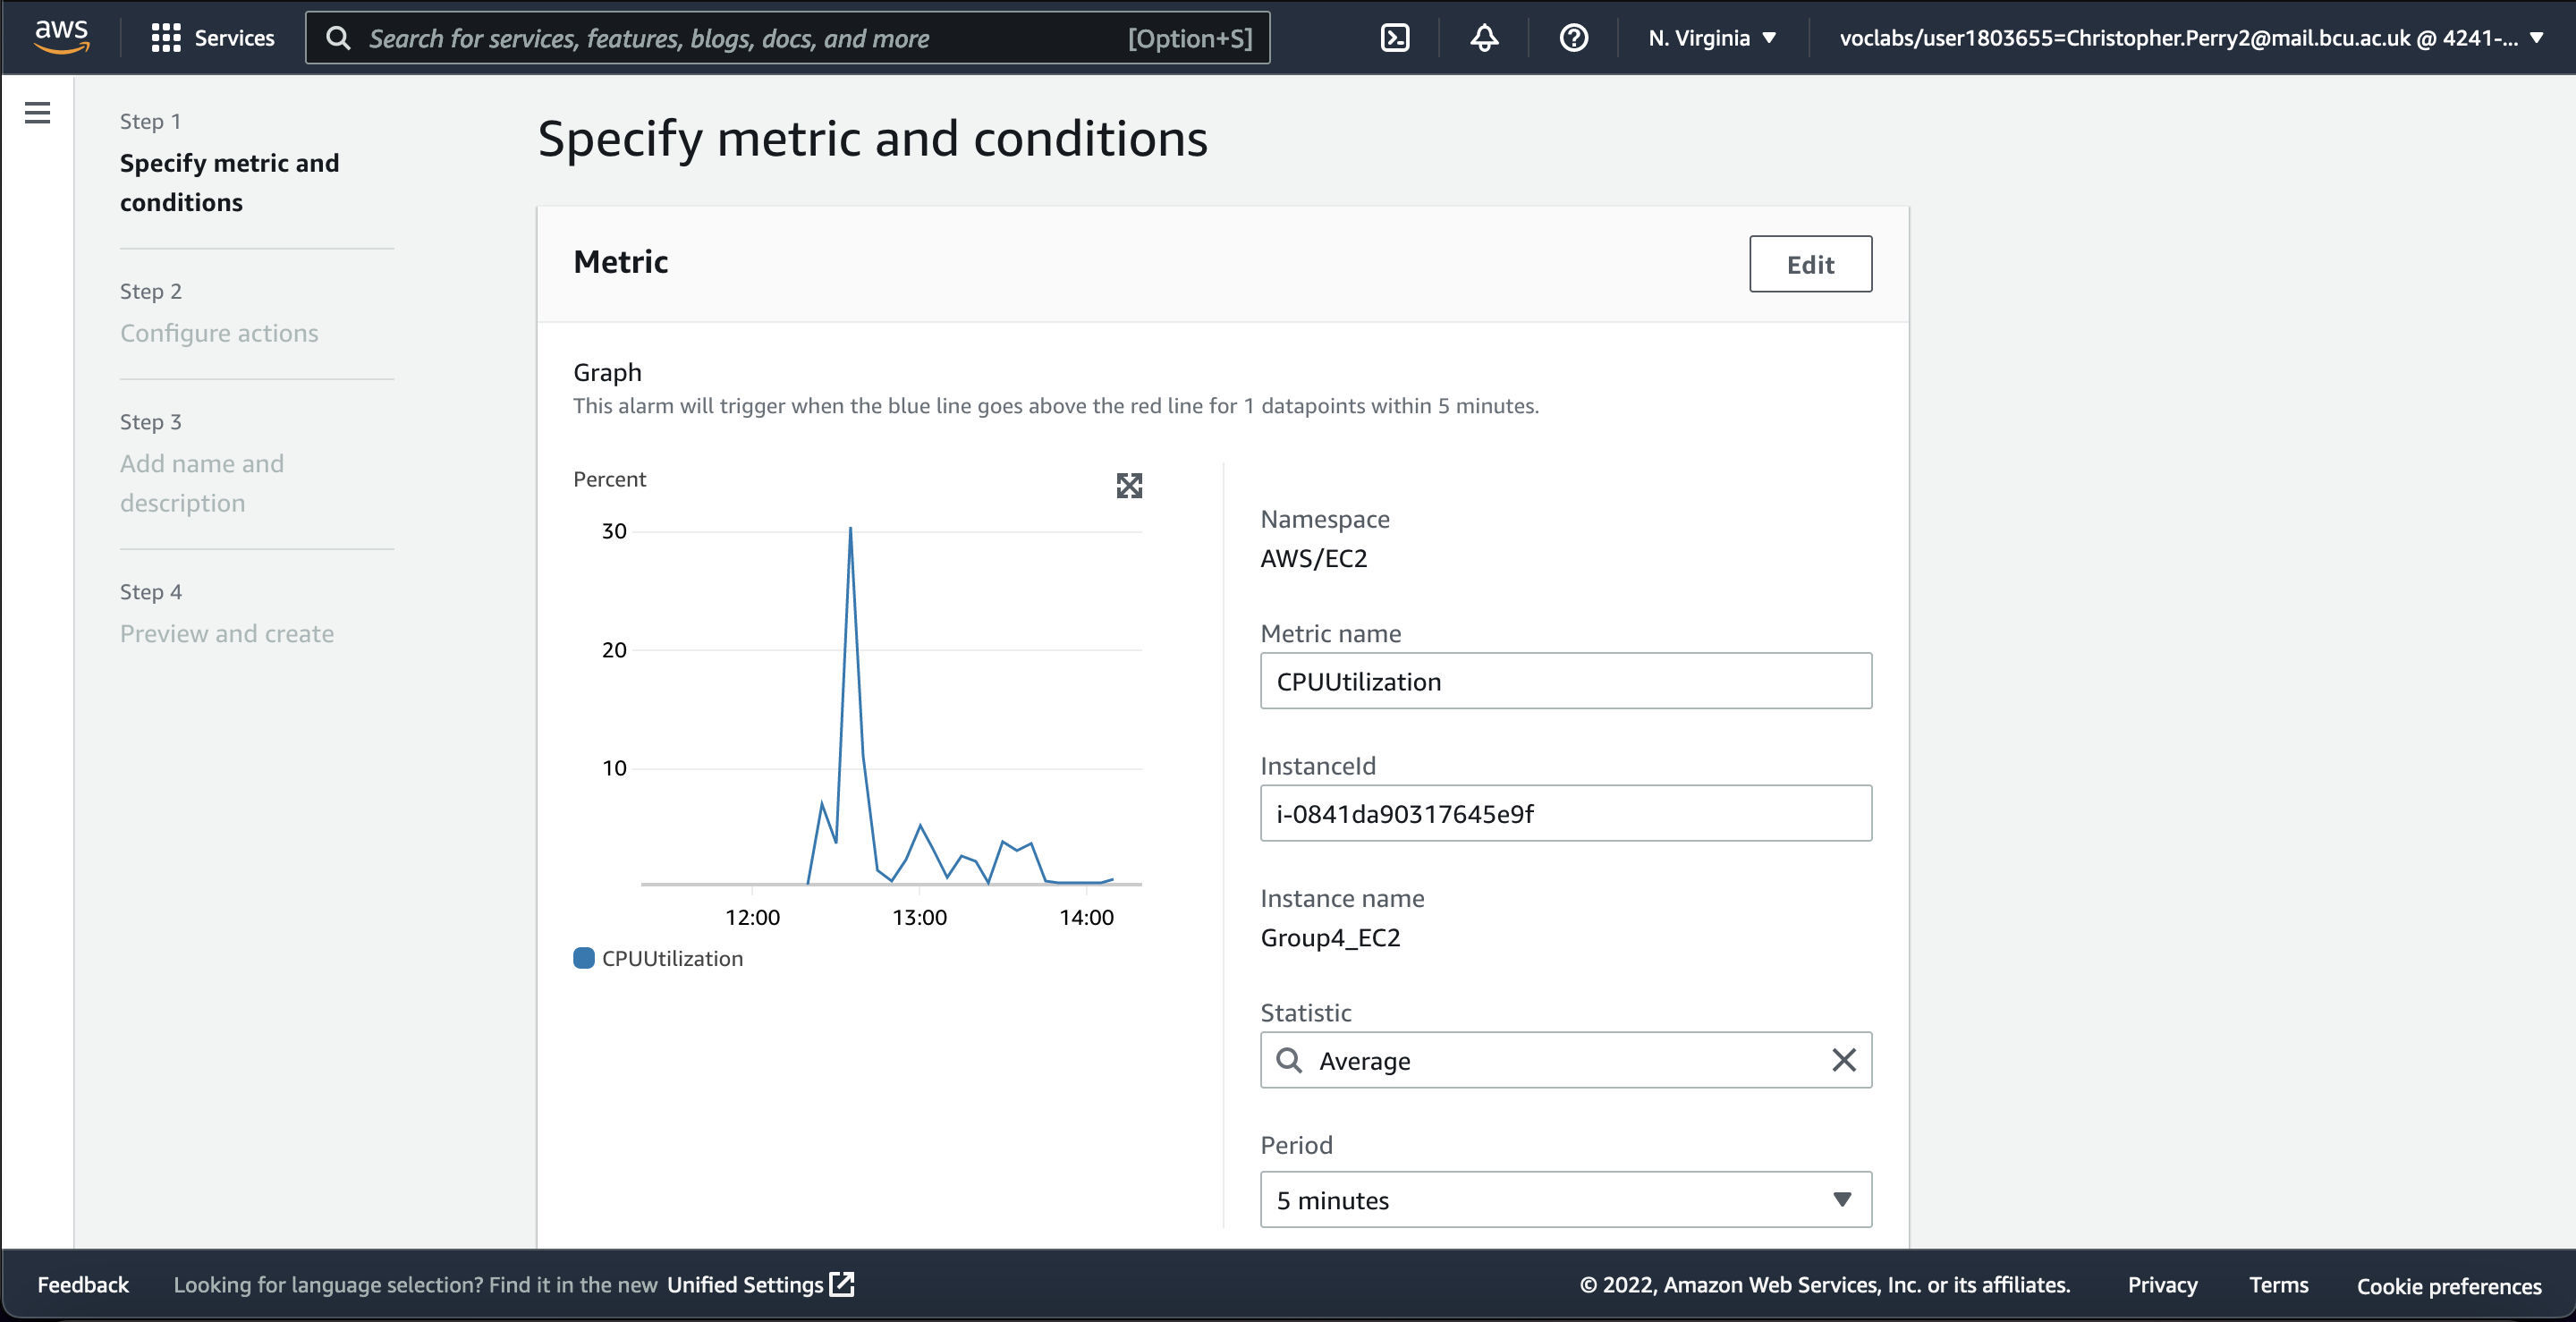 aws
Services
Search for services, features, blogs, docs, and more
[Option+S]
N. Virginia
voclabs/user1803655=Christopher.Perry2@mail.bcu.ac.uk @ 4241-...
Step 1
Specify metric and
conditions
Step 2
Configure actions
Step 3
Add name and
description
Step 4
Preview and create
Specify metric and conditions
Metric
Edit
Graph
This alarm will trigger when the blue line goes above the red line for 1 datapoints within 5 minutes.
Percent
30
20
10
12:00
13:00
14:00
CPUUtilization
Namespace
AWS/EC2
Metric name
CPUUtilization
InstanceId
i-0841da90317645e9f
Instance name
Group4_EC2
Statistic
Average
Period
5 minutes
Feedback
Looking for language selection? Find it in the new Unified Settings
© 2022, Amazon Web Services, Inc. or its affiliates.
Privacy
Terms
Cookie preferences